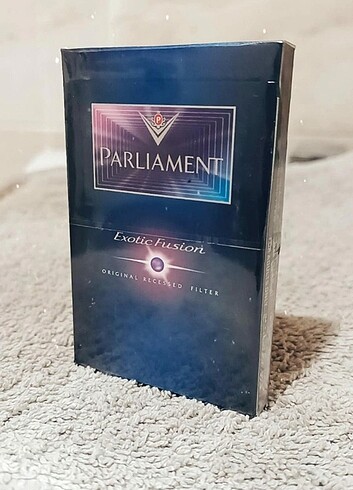 P
PARLIAMENT
Exotic Fusion
ORIGINAL RECESSED FILTER